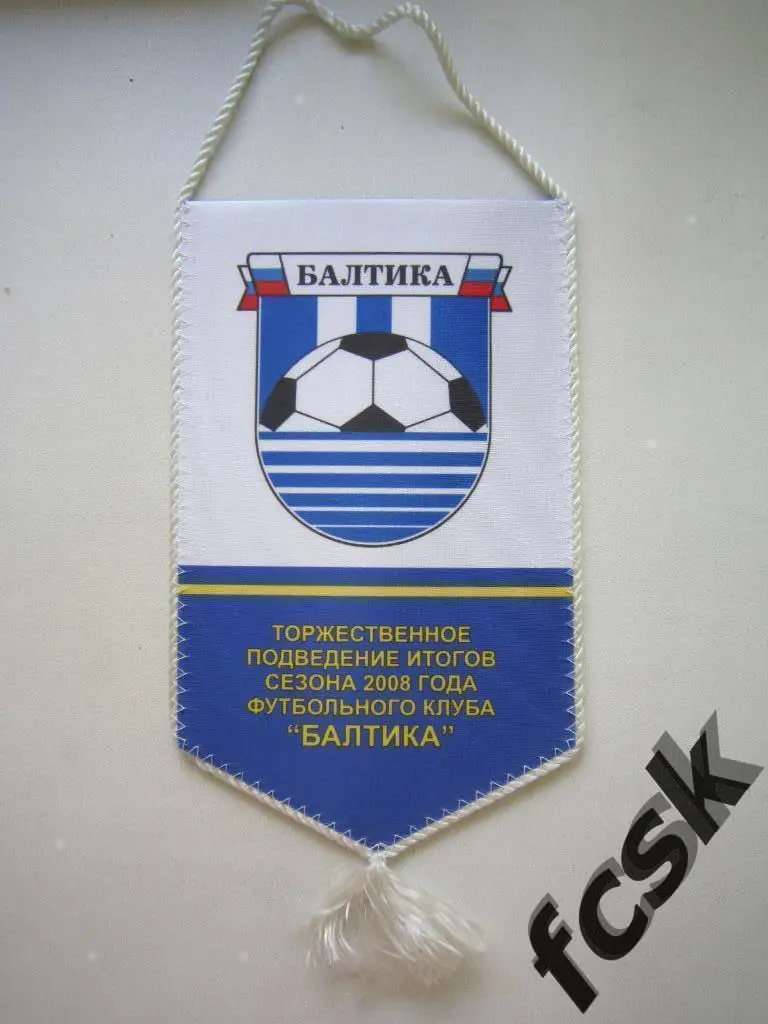 БАЛТИКА
ТОРЖЕСТВЕННОЕ
ПОДВЕДЕНИЕ ИТОГОВ
СЕЗОНА 2008 ГОДА
ФУТБОЛЬНОГО КЛУБА
"БАЛТИКА"
fcsk